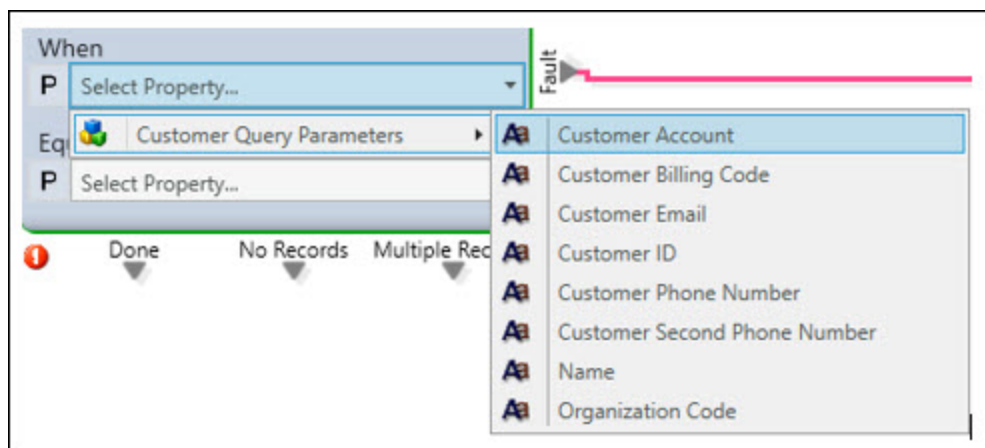 When
P Select Property...
Fault
Customer Query Parameters
Equ
P Select Property...
Customer Account
Customer Billing Code
Customer Email
Customer ID
Customer Phone Number
Customer Second Phone Number
Name
Organization Code
Done No Records Multiple Rec